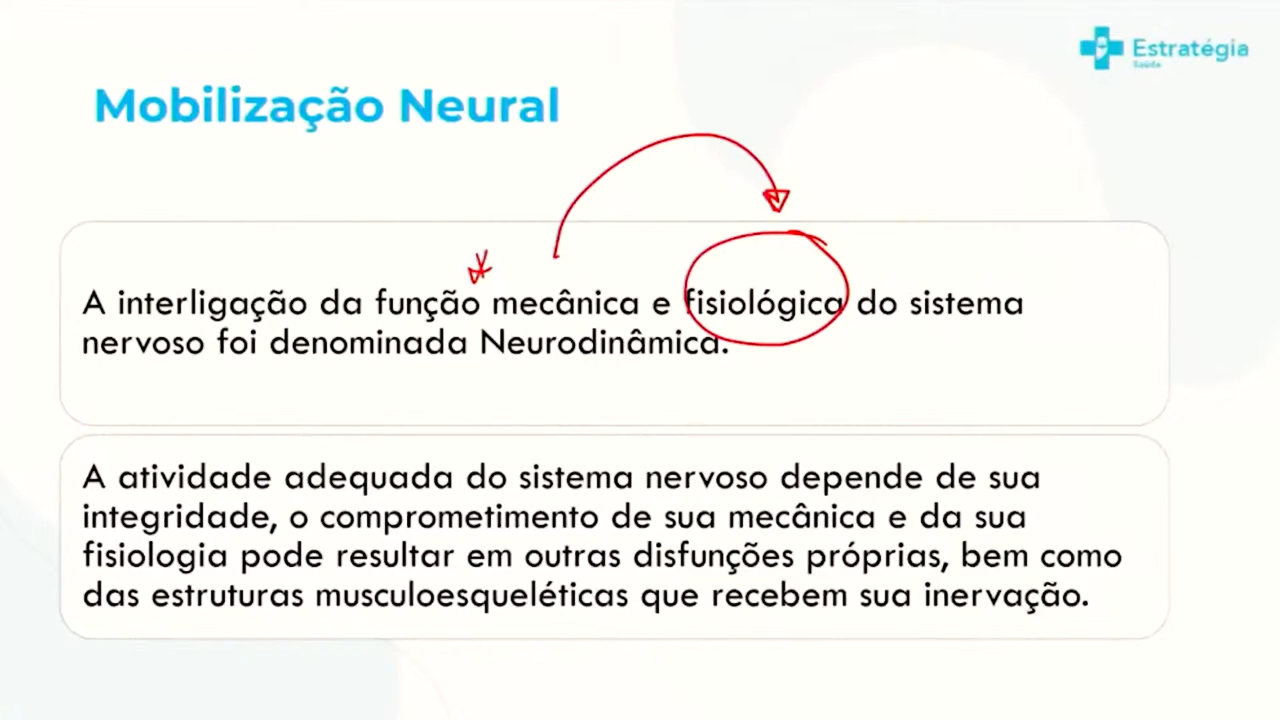 Estratégia
Saúde
Mobilização Neural
A interligação da função mecânica e fisiológica do sistema
nervoso foi denominada Neurodinâmica.
A atividade adequada do sistema nervoso depende de sua
integridade, o comprometimento de sua mecânica e da sua
fisiologia pode resultar em outras disfunções próprias, bem como
das estruturas musculoesqueléticas que recebem sua inervação.